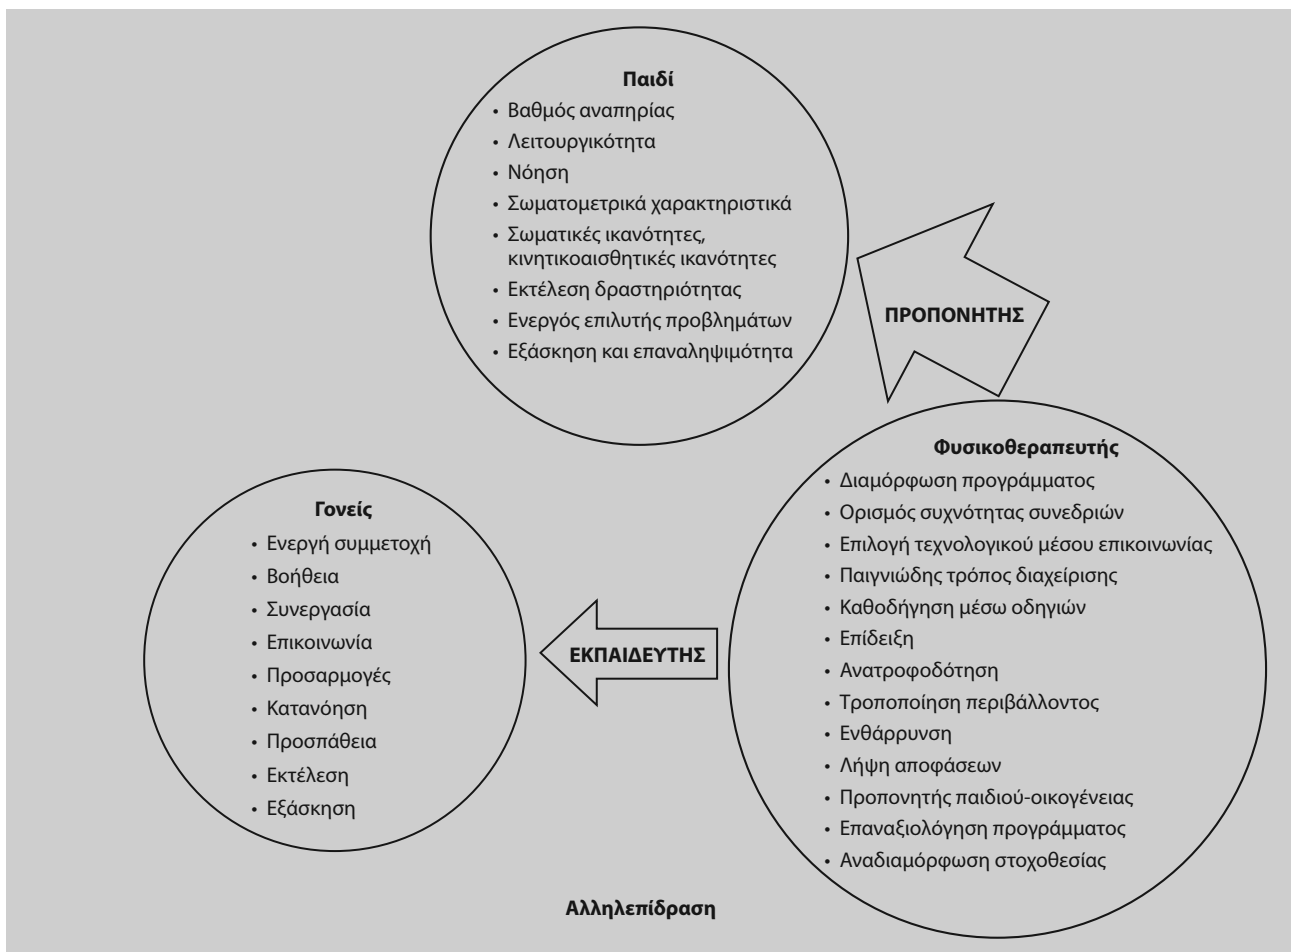 Παιδί
• Βαθμός αναπηρίας
• Λειτουργικότητα
• Νόηση
• Σωματομετρικά χαρακτηριστικά
• Σωματικές ικανότητες,
κινητικοαισθητικές ικανότητες
• Εκτέλεση δραστηριότητας
• Ενεργός επιλυτής προβλημάτων
• Εξάσκηση και επαναληψιμότητα
ΠΡΟΠΟΝΗΤΗΣ
Φυσικοθεραπευτής
• Διαμόρφωση προγράμματος
• Ορισμός συχνότητας συνεδριών
• Επιλογή τεχνολογικού μέσου επικοινωνίας
• Παιγνιώδης τρόπος διαχείρισης
• Καθοδήγηση μέσω οδηγιών
• Επίδειξη
• Ανατροφοδότηση
• Τροποποίηση περιβάλλοντος
• Ενθάρρυνση
• Λήψη αποφάσεων
• Προπονητής παιδιού-οικογένειας
• Επαναξιολόγηση προγράμματος
• Αναδιαμόρφωση στοχοθεσίας
ΕΚΠΑΙΔΕΥΤΗΣ
Γονείς
• Ενεργή συμμετοχή
• Βοήθεια
• Συνεργασία
• Επικοινωνία
• Προσαρμογές
• Κατανόηση
• Προσπάθεια
• Εκτέλεση
• Εξάσκηση
Αλληλεπίδραση